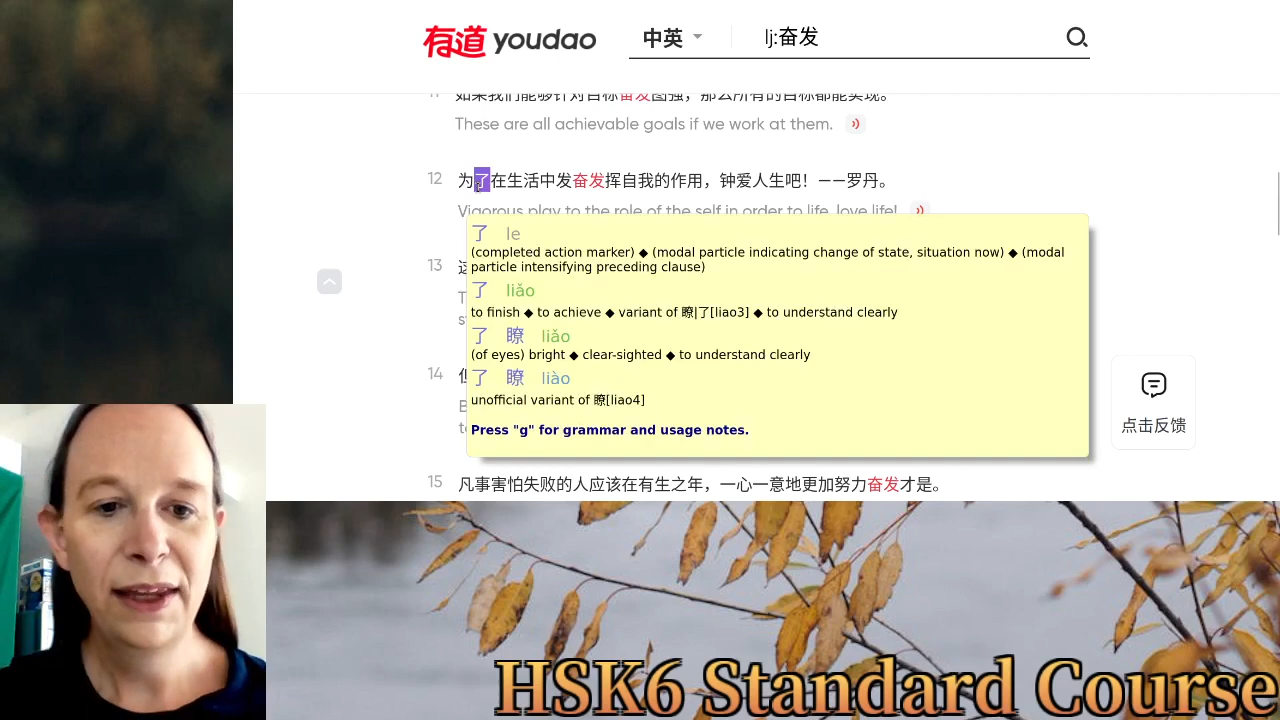 有道 youdao 中英 lj:奋发
11 如果我们能够针对目标奋发图强，那么所有的目标都能实现。
These are all achievable goals if we work at them.
12 为了在生活中发奋发挥自我的作用，钟爱人生吧！——罗丹。
Vigorous play to the role of the self in order to life, love life!
了 le
(completed action marker) ◆ (modal particle indicating change of state, situation now) ◆ (modal
particle intensifying preceding clause)
13
了 liǎo
to finish ◆ to achieve ◆ variant of 瞭|了[liao3] ◆ to understand clearly
了 瞭 liǎo
(of eyes) bright ◆ clear-sighted ◆ to understand clearly
14
了 瞭 liào
unofficial variant of 瞭[liao4]
点击反馈
Press "g" for grammar and usage notes.
15 凡事害怕失败的人应该在有生之年，一心一意地更加努力奋发才是。
HSK6 Standard Course